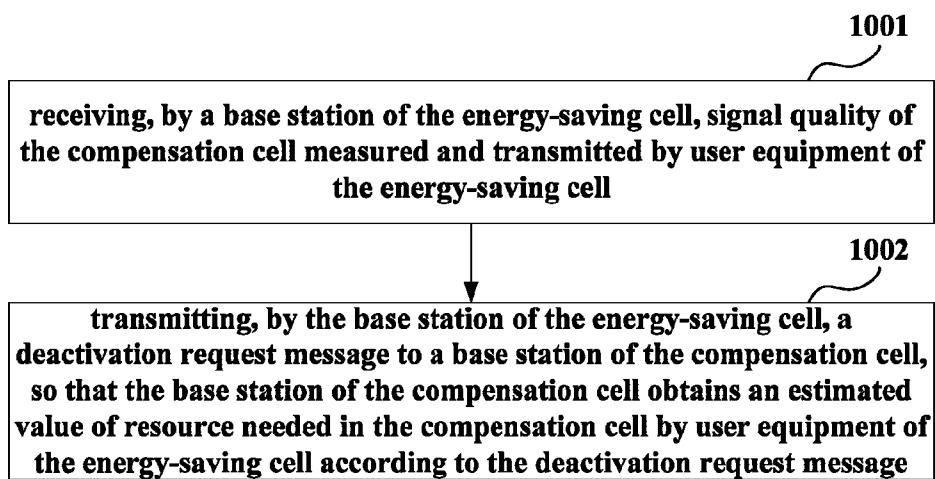 1001
receiving, by a base station of the energy-saving cell, signal quality of
the compensation cell measured and transmitted by user equipment of
the energy-saving cell
1002
transmitting, by the base station of the energy-saving cell, a
deactivation request message to a base station of the compensation cell,
so that the base station of the compensation cell obtains an estimated
value of resource needed in the compensation cell by user equipment of
the energy-saving cell according to the deactivation request message